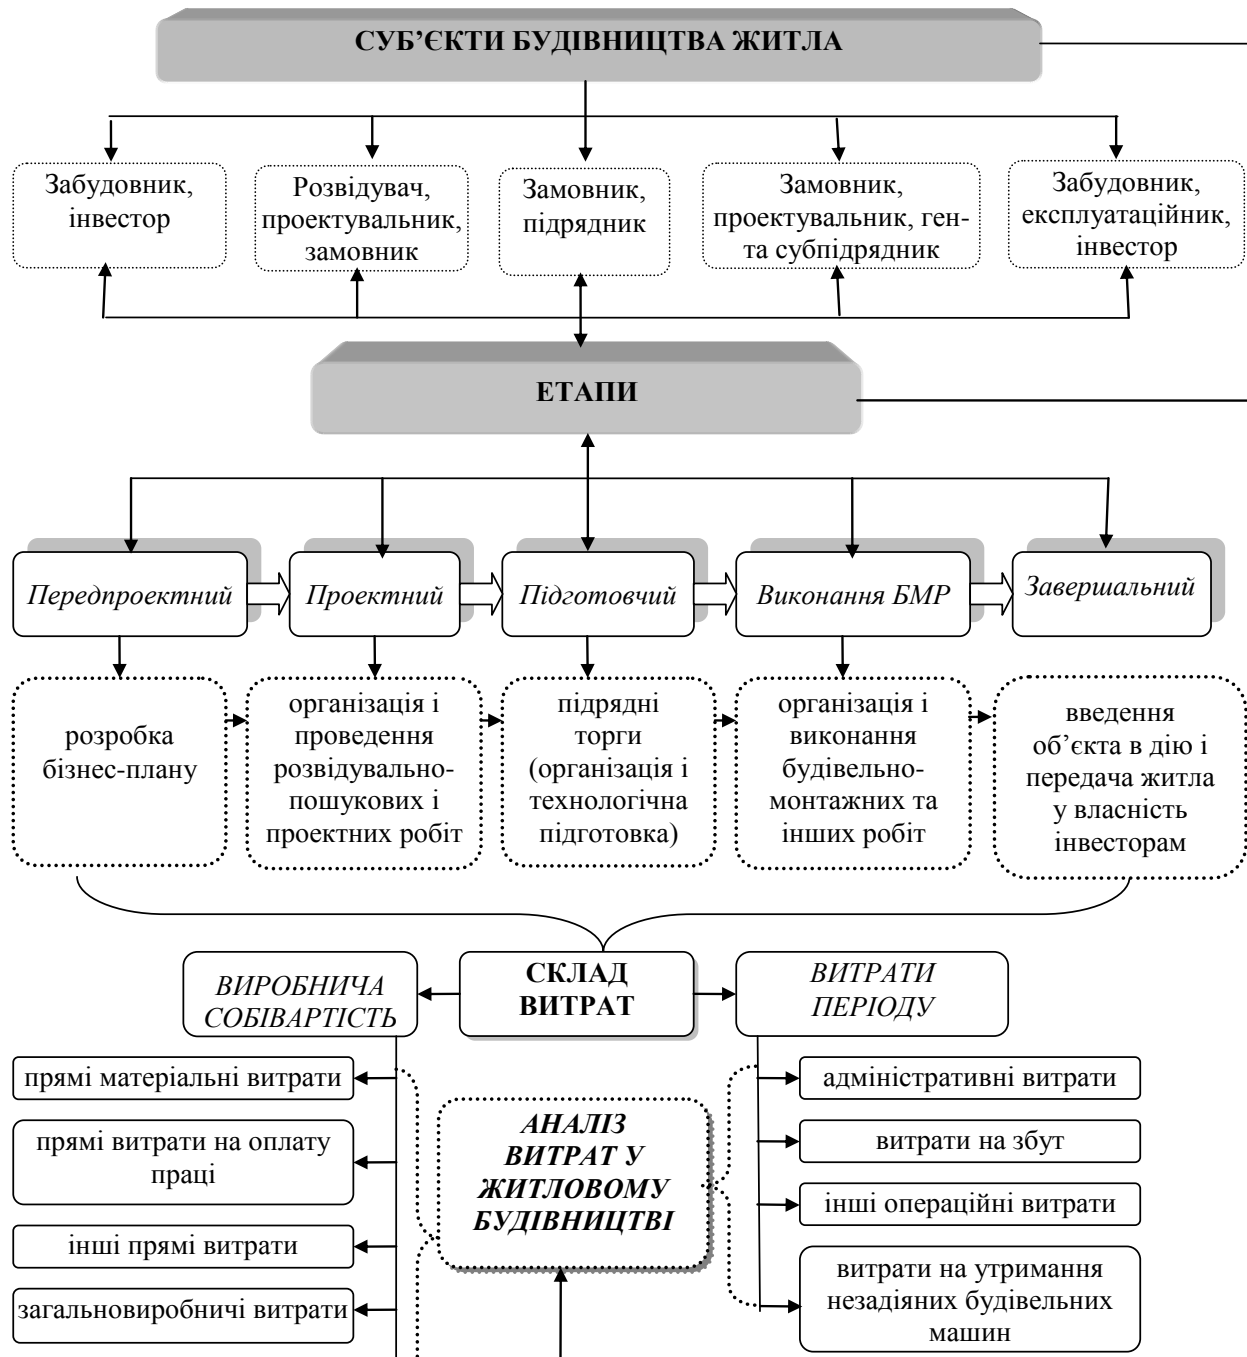 СУБ’ЄКТИ БУДІВНИЦТВА ЖИТЛА
Забудовник,
інвестор
Розвідувач,
проектувальник,
замовник
Замовник,
підрядник
Замовник,
проектувальник, ген-
та субпідрядник
Забудовник,
експлуатаційник,
інвестор
ЕТАПИ
Передпроектний
Проектний
Підготовчий
Виконання БМР
Завершальний
розробка
бізнес-плану
організація і
проведення
розвідувально-
пошукових і
проектних робіт
підрядні
торги
(організація і
технологічна
підготовка)
організація і
виконання
будівельно-
монтажних та
інших робіт
введення
об’єкта в дію і
передача житла
у власність
інвесторам
ВИРОБНИЧА
СОБІВАРТІСТЬ
СКЛАД
ВИТРАТ
ВИТРАТИ
ПЕРІОДУ
прямі матеріальні витрати
прямі витрати на оплату
праці
інші прямі витрати
загальновиробничі витрати
АНАЛІЗ
ВИТРАТ У
ЖИТЛОВОМУ
БУДІВНИЦТВІ
адміністративні витрати
витрати на збут
інші операційні витрати
витрати на утримання
незадіяних будівельних
машин